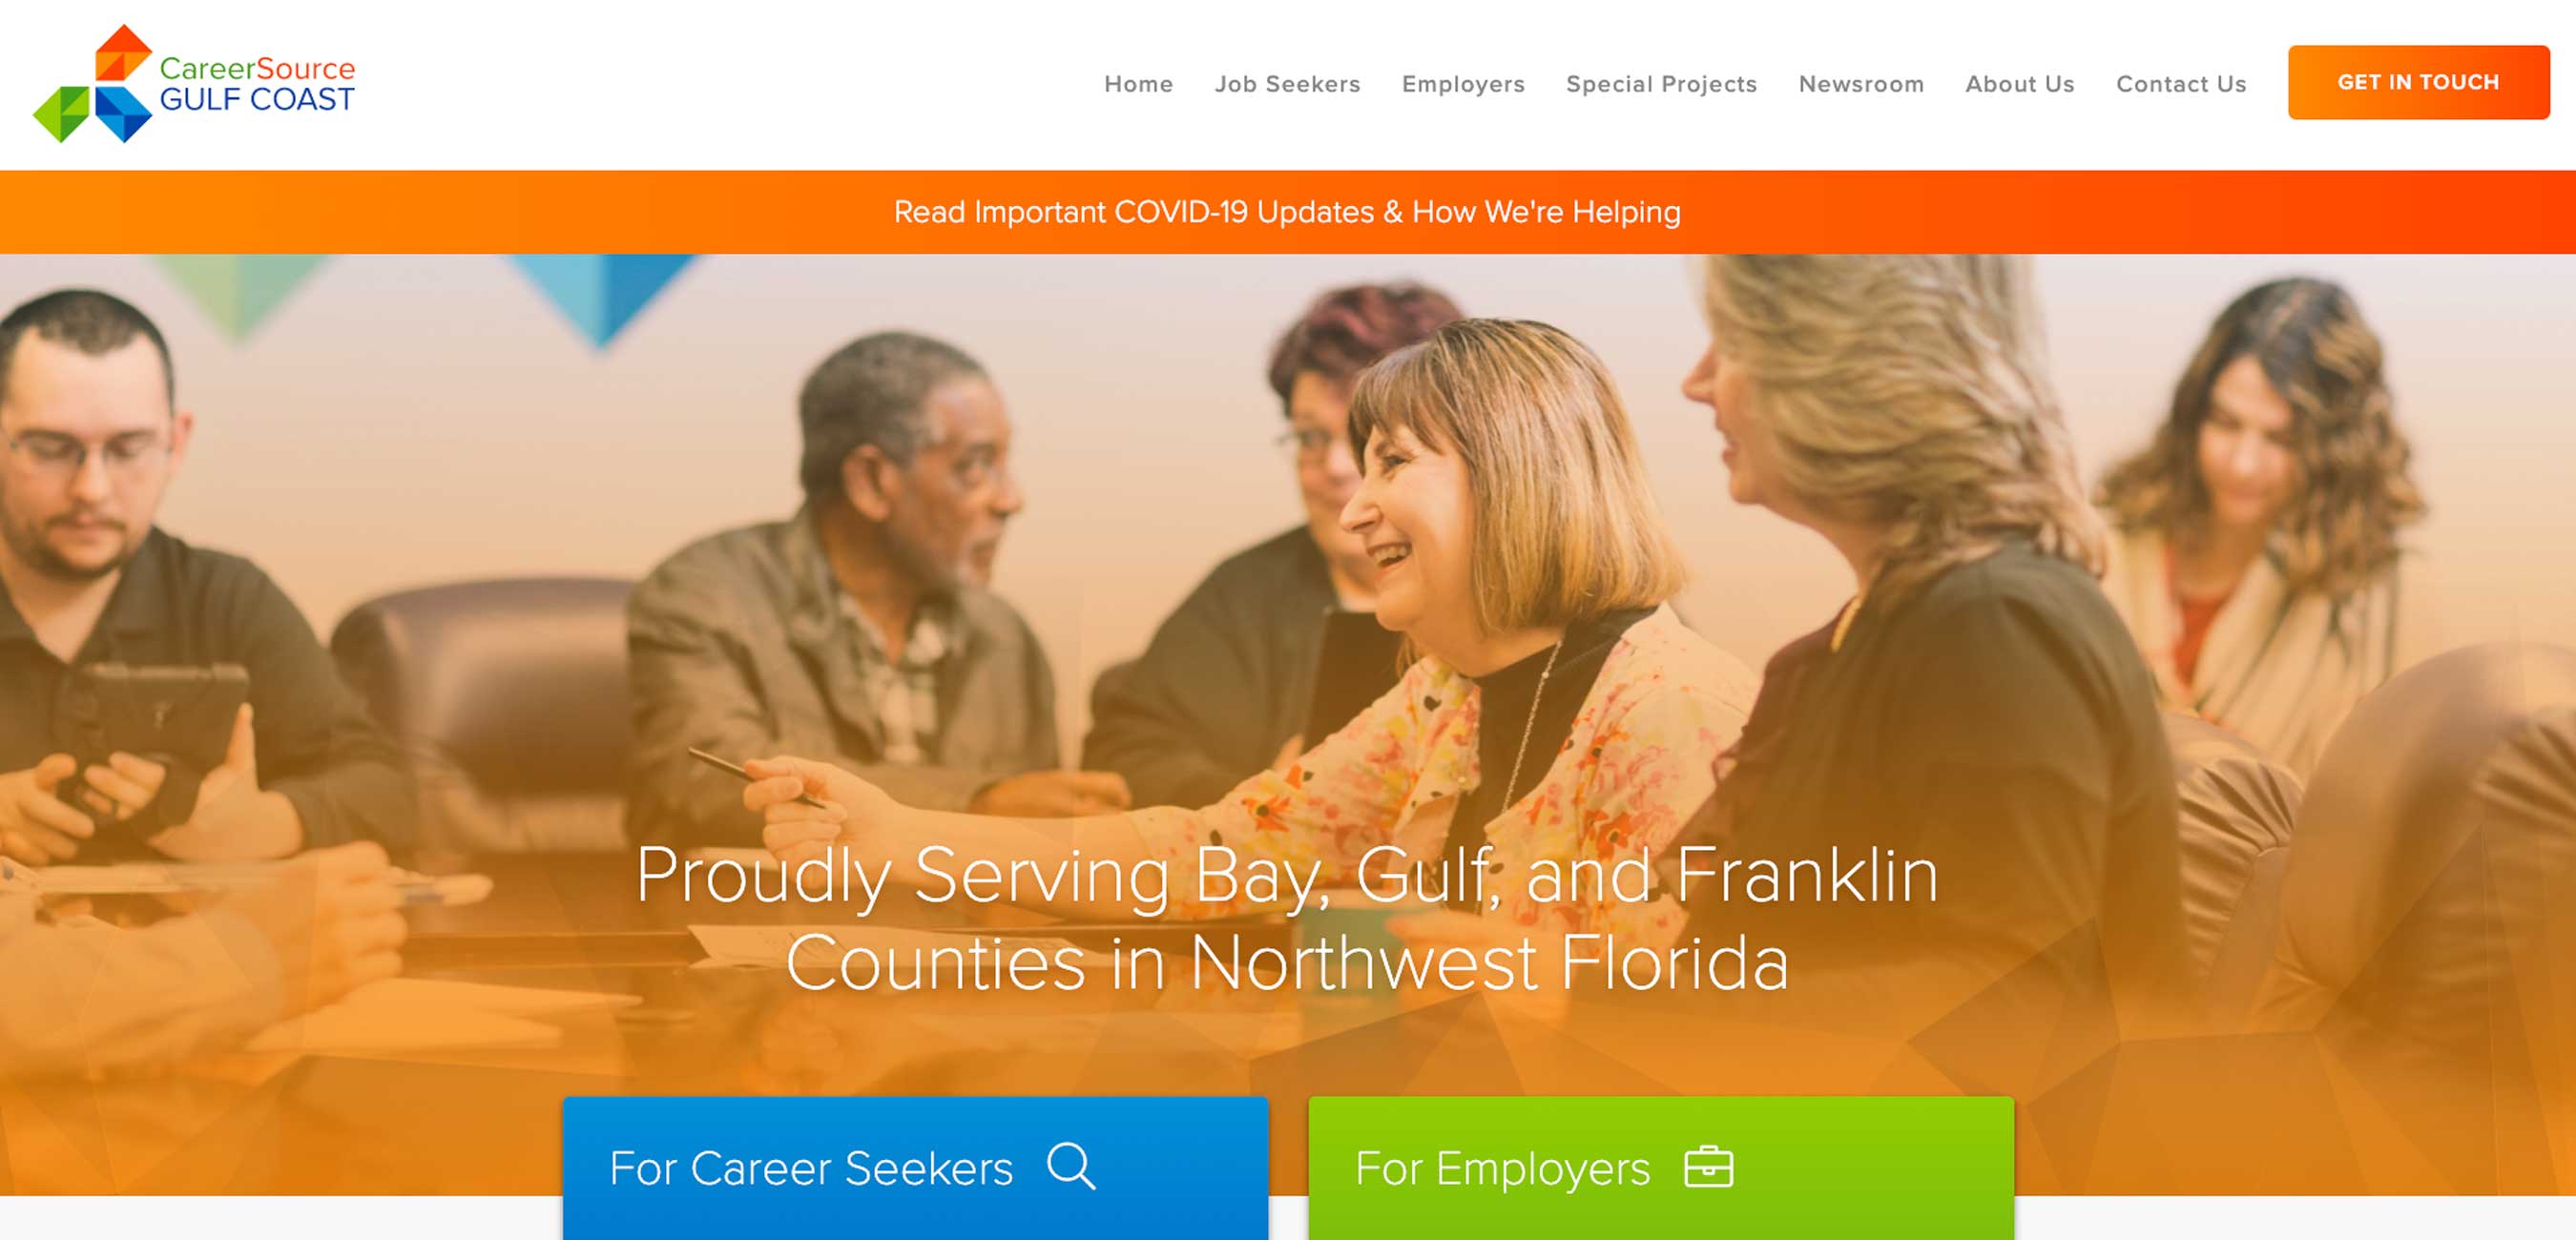 CareerSource
GULF COAST
Home
Job Seekers
Employers
Special Projects
Newsroom
About Us
Contact Us
GET IN TOUCH
Read Important COVID-19 Updates & How We're Helping
Proudly Serving Bay, Gulf, and Franklin
Counties in Northwest Florida
For Career Seekers
For Employers